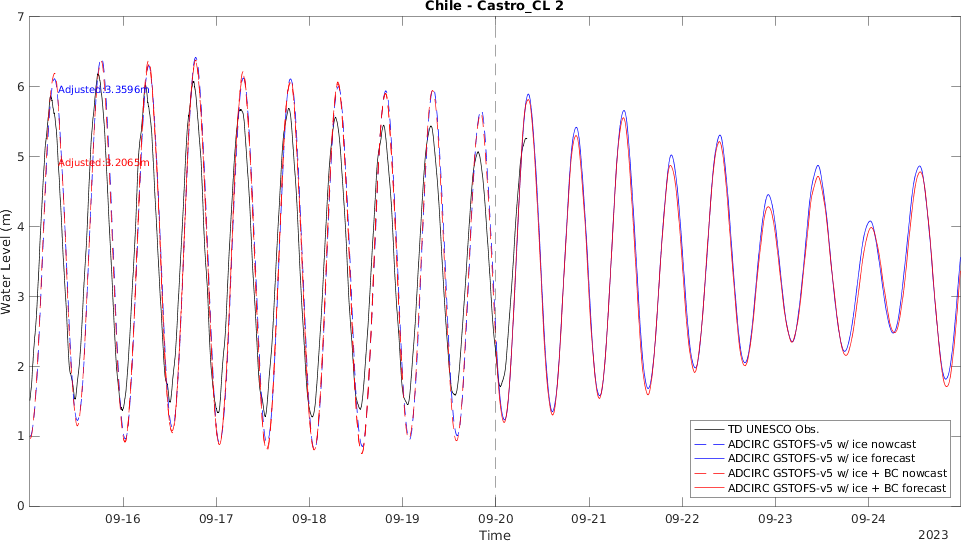 Chile - Castro_CL 2
7
6
5
4
3
2
1
0
Water Level (m)
Adjusted:3.3596m
Adjusted:3.2065m
TD UNESCO Obs.
ADCIRC GSTOFS-v5 w/ ice nowcast
ADCIRC GSTOFS-v5 w/ ice forecast
ADCIRC GSTOFS-v5 w/ ice + BC nowcast
ADCIRC GSTOFS-v5 w/ ice + BC forecast
09-16 09-17 09-18 09-19 09-20 09-21 09-22 09-23 09-24
Time
2023